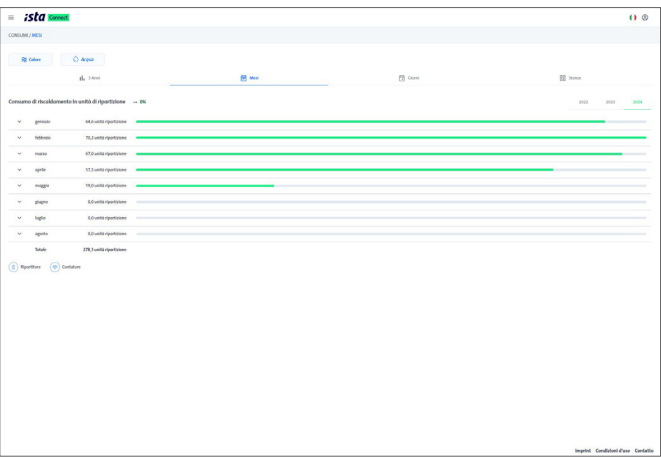 ista Connect
CONSUMI / MESI
Calore Acqua
3 Anni Mesi Giorni Stanze
Consumo di riscaldamento in unità di ripartizione → 0% 2022 2023 2024
gennaio 64,6 unità ripartizione
febbraio 70,2 unità ripartizione
marzo 67,0 unità ripartizione
aprile 57,5 unità ripartizione
maggio 19,0 unità ripartizione
giugno 0,0 unità ripartizione
luglio 0,0 unità ripartizione
agosto 0,0 unità ripartizione
Totale 278,3 unità ripartizione
Ripartitore Contatore
Imprint Condizioni d'uso Contatto